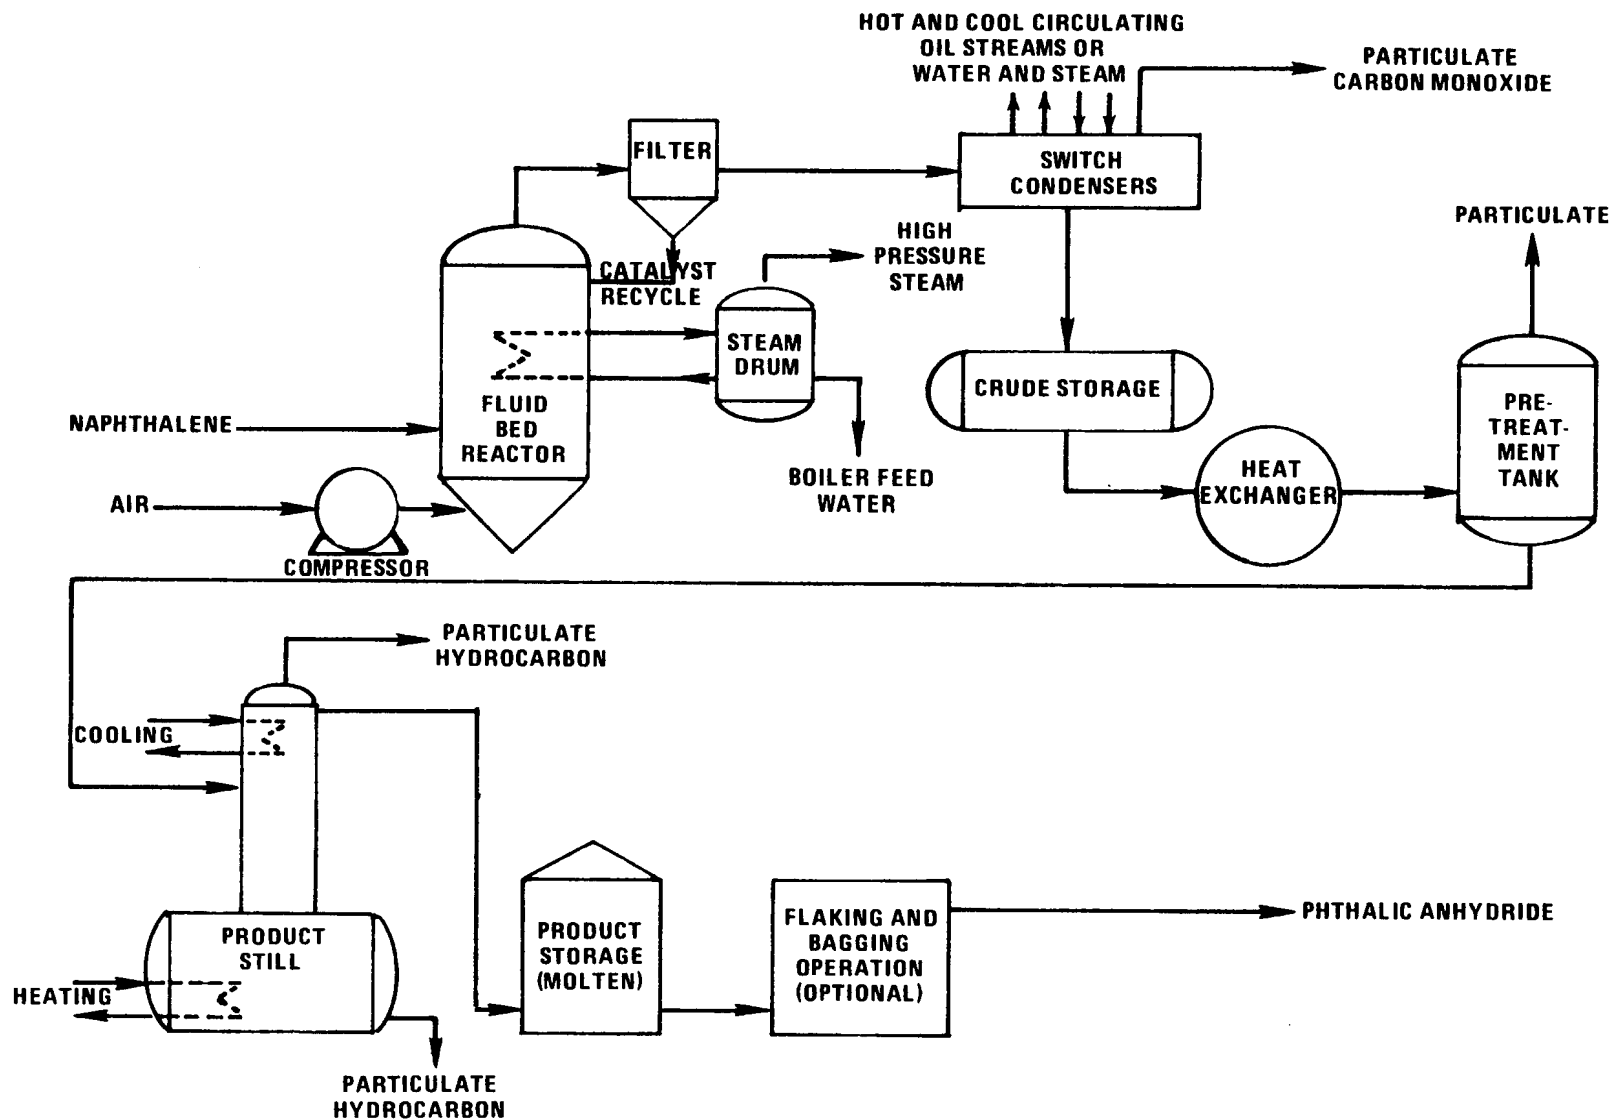 HOT AND COOL CIRCULATING
OIL STREAMS OR
WATER AND STEAM
PARTICULATE
CARBON MONOXIDE
FILTER
SWITCH
CONDENSERS
PARTICULATE
HIGH
PRESSURE
STEAM
CATALYST
RECYCLE
STEAM
DRUM
CRUDE STORAGE
PRE-
TREAT-
MENT
TANK
FLUID
BED
REACTOR
NAPHTHALENE
HEAT
EXCHANGER
BOILER FEED
WATER
AIR
COMPRESSOR
PARTICULATE
HYDROCARBON
COOLING
PRODUCT
STILL
HEATING
PRODUCT
STORAGE
(MOLTEN)
FLAKING AND
BAGGING
OPERATION
(OPTIONAL)
PHTHALIC ANHYDRIDE
PARTICULATE
HYDROCARBON